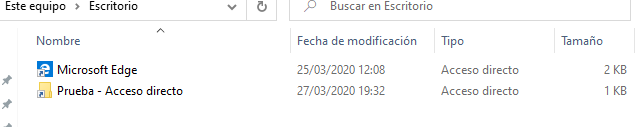 Este equipo > Escritorio
Buscar en Escritorio
Nombre Fecha de modificación Tipo Tamaño
Microsoft Edge 25/03/2020 12:08 Acceso directo 2 KB
Prueba - Acceso directo 27/03/2020 19:32 Acceso directo 1 KB